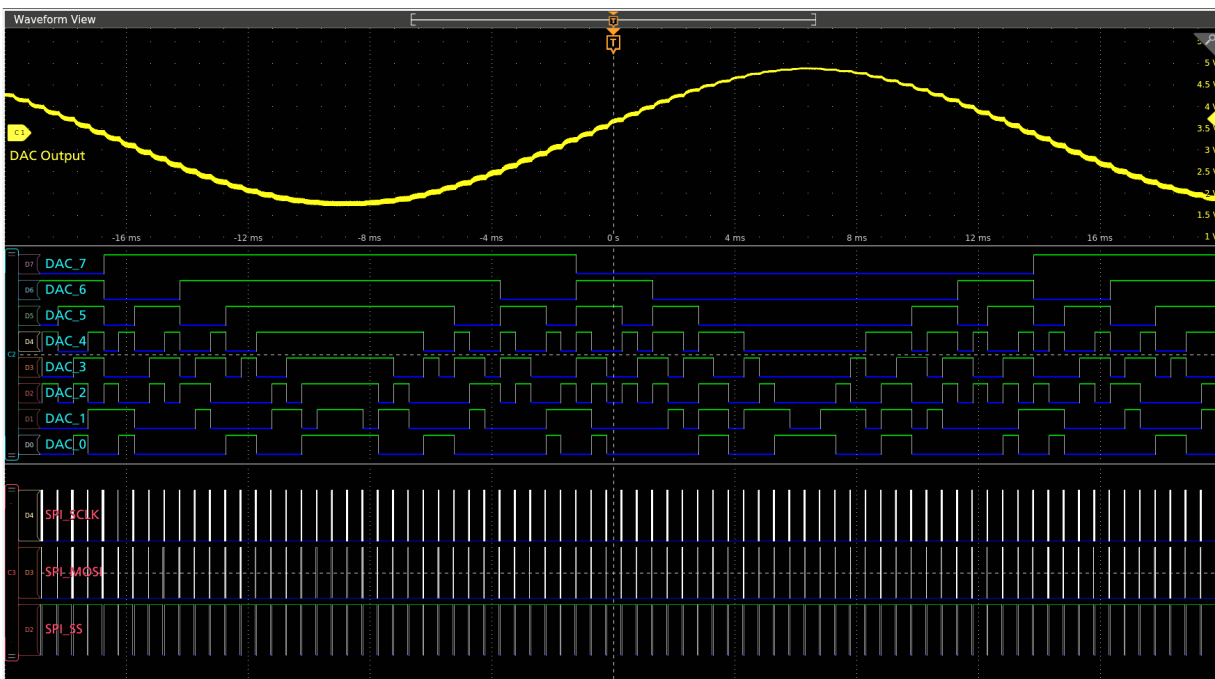 Waveform View
T
T
5 V
4.5 V
4 V
C 1
3.5 V
DAC Output
3 V
2.5 V
2 V
1.5 V
-16 ms -12 ms -8 ms -4 ms 0 s 4 ms 8 ms 12 ms 16 ms 1 V
D7 DAC_7
D6 DAC_6
D5 DAC_5
D4 DAC_4
C2
D3 DAC_3
D2 DAC_2
D1 DAC_1
D0 DAC_0
D4 SPI_SCLK
C3 D3 SPI_MOSI
D2 SPI_SS